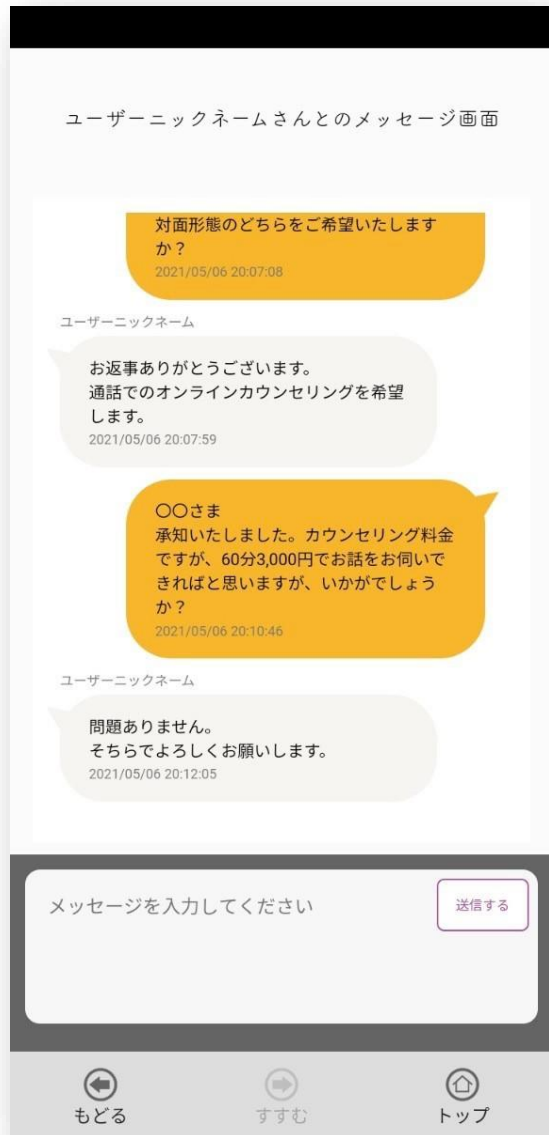 ユーザーニックネームさんとのメッセージ画面
対面形態のどちらをご希望いたします
か？
2021/05/06 20:07:08
ユーザーニックネーム
お返事ありがとうございます。
通話でのオンラインカウンセリングを希望
します。
2021/05/06 20:07:59
〇〇さま
承知いたしました。カウンセリング料金
ですが、60分3,000円でお話をお伺いで
きればと思いますが、いかがでしょう
か？
2021/05/06 20:10:46
ユーザーニックネーム
問題ありません。
そちらでよろしくお願いします。
2021/05/06 20:12:05
メッセージを入力してください
送信する
もどる
すすむ
トップ